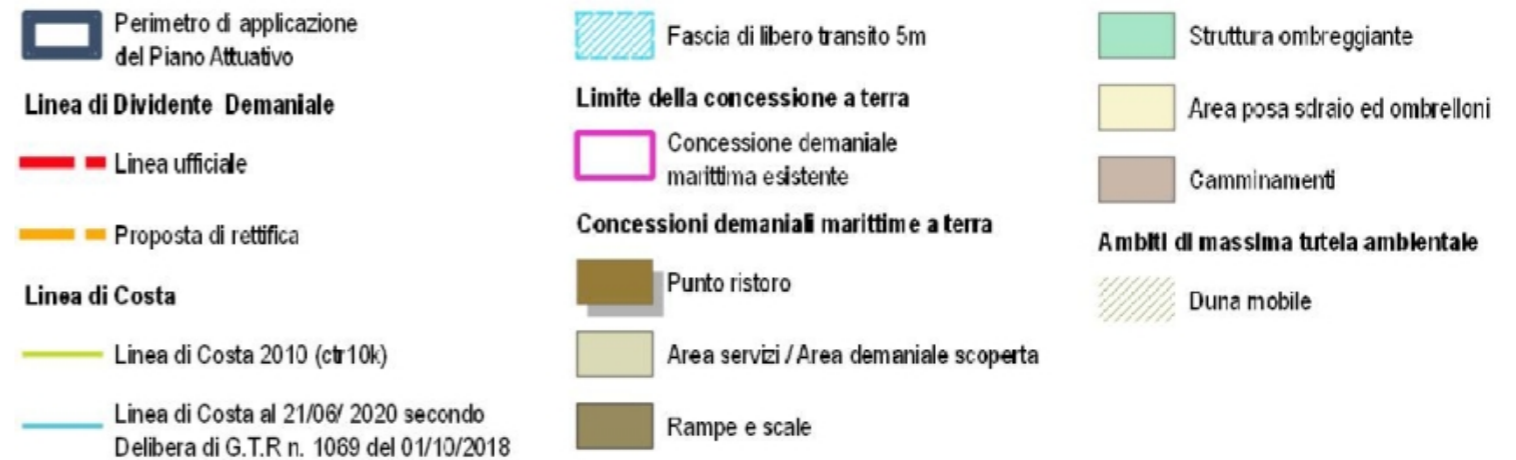 Perimetro di applicazione
del Piano Attuativo
Linea di Dividente Demaniale
Linea ufficiale
Proposta di rettifica
Linea di Costa
Linea di Costa 2010 (ctr10k)
Linea di Costa al 21/06/ 2020 secondo
Delibera di G.T.R n. 1069 del 01/10/2018
Fascia di libero transito 5m
Limite della concessione a terra
Concessione demaniale
marittima esistente
Concessioni demaniali marittime a terra
Punto ristoro
Area servizi / Area demaniale scoperta
Rampe e scale
Struttura ombreggiante
Area posa sdraio ed ombrelloni
Camminamenti
Ambiti di massima tutela ambientale
Duna mobile